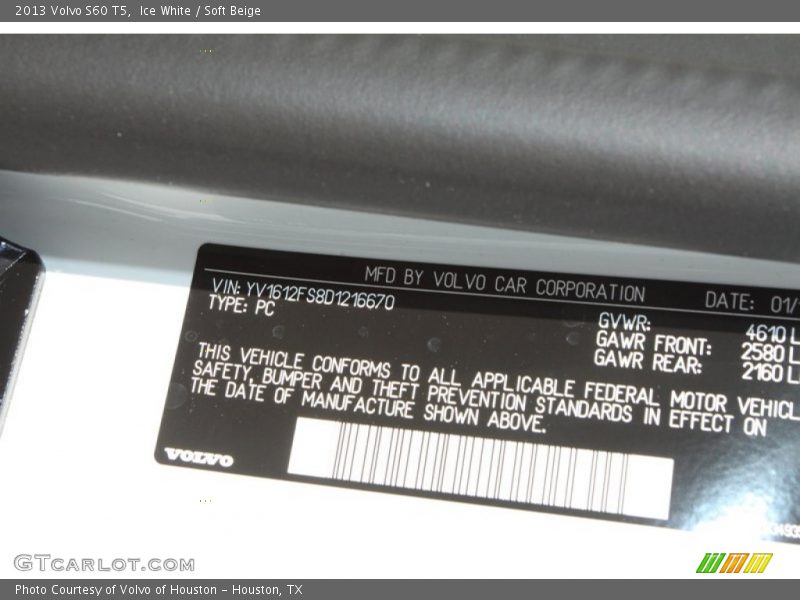 2013 Volvo S60 T5, Ice White / Soft Beige
MFD BY VOLVO CAR CORPORATION DATE: 01/
VIN: YV1612FS8D1216670
TYPE: PC
GVWR: 4610 L
GAWR FRONT: 2580 L
GAWR REAR: 2160 L
THIS VEHICLE CONFORMS TO ALL APPLICABLE FEDERAL MOTOR VEHICL
SAFETY, BUMPER AND THEFT PREVENTION STANDARDS IN EFFECT ON
THE DATE OF MANUFACTURE SHOWN ABOVE.
VOLVO
GTCARLOT.COM
Photo Courtesy of Volvo of Houston - Houston, TX